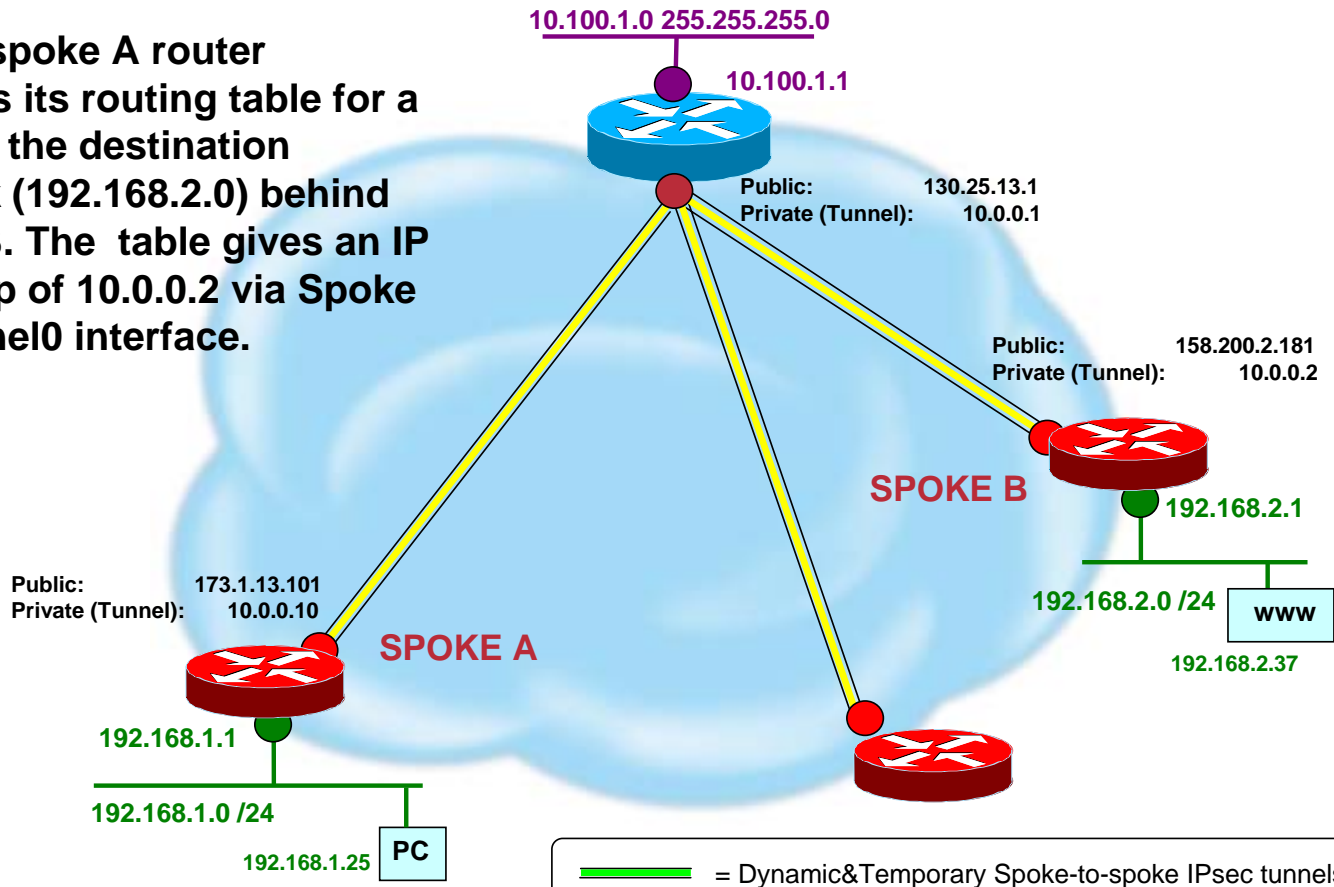 10.100.1.0 255.255.255.0
spoke A router
s its routing table for a
the destination
(192.168.2.0) behind
. The table gives an IP
p of 10.0.0.2 via Spoke
nel0 interface.
10.100.1.1
Public: 130.25.13.1
Private (Tunnel): 10.0.0.1
Public: 158.200.2.181
Private (Tunnel): 10.0.0.2
SPOKE B
192.168.2.1
Public: 173.1.13.101
Private (Tunnel): 10.0.0.10
192.168.2.0 /24
www
SPOKE A
192.168.2.37
192.168.1.1
192.168.1.0 /24
PC
192.168.1.25
= Dynamic&Temporary Spoke-to-spoke IPsec tunnels